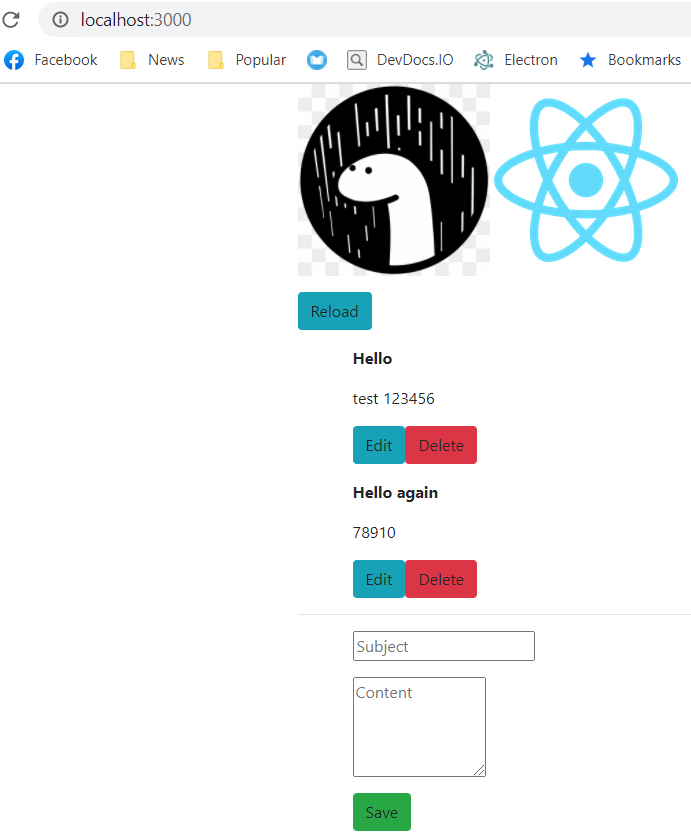 localhost:3000
Facebook News Popular DevDocs.IO Electron Bookmarks
Reload
Hello
test 123456
Edit Delete
Hello again
78910
Edit Delete
Subject
Content
Save